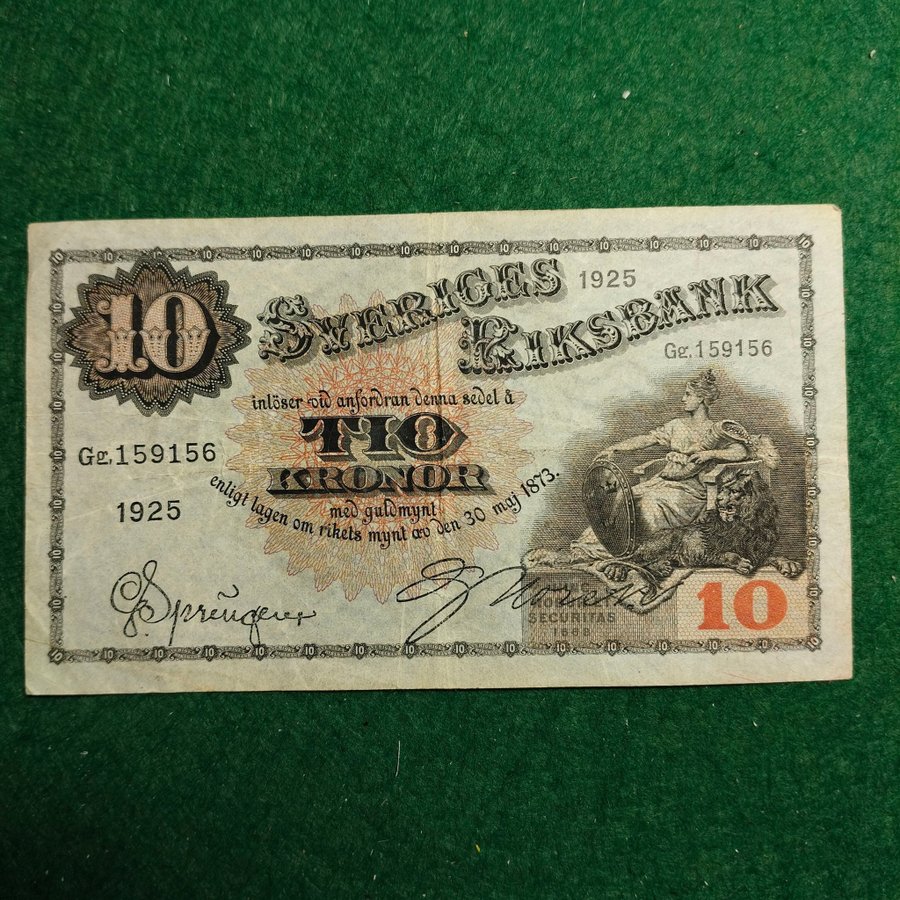 10
SVERIGES 1925
RIKSBANK
Gg.159156
inlöser vid anfordran denna sedel å
TIO
KRONOR
med guldmynt
enligt lagen om rikets mynt av den 30 maj 1873.
Gg.159156
1925
SECURITAS
1668
10